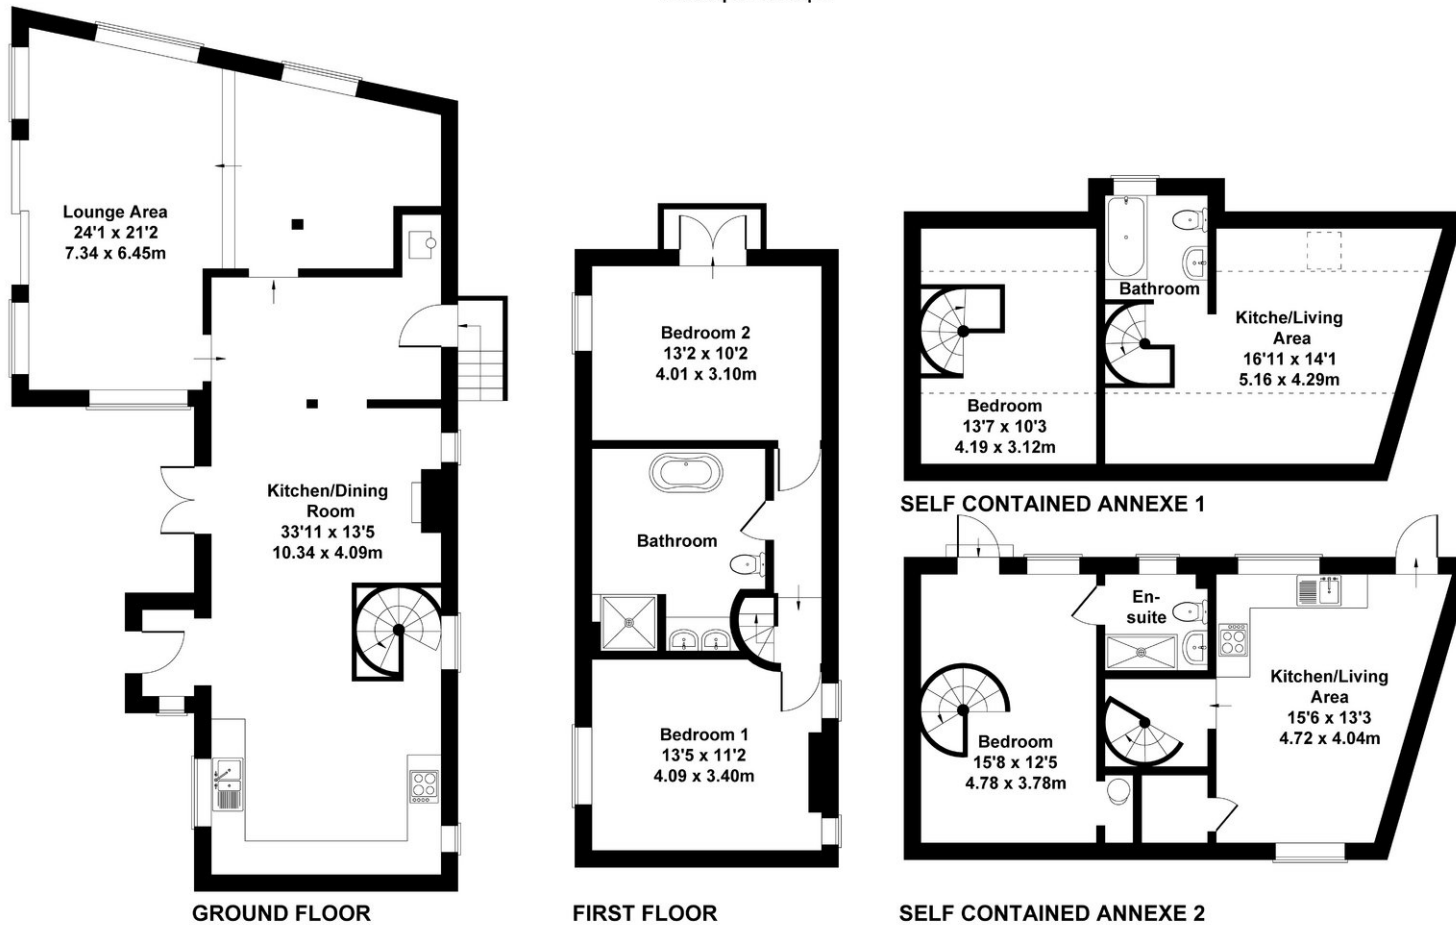 Lounge Area
24'1 x 21'2
7.34 x 6.45m
Kitchen/Dining
Room
33'11 x 13'5
10.34 x 4.09m
GROUND FLOOR
Bedroom 2
13'2 x 10'2
4.01 x 3.10m
Bathroom
Bedroom 1
13'5 x 11'2
4.09 x 3.40m
FIRST FLOOR
Bathroom
Kitche/Living
Area
16'11 x 14'1
5.16 x 4.29m
Bedroom
13'7 x 10'3
4.19 x 3.12m
SELF CONTAINED ANNEXE 1
En-
suite
Kitchen/Living
Area
15'6 x 13'3
4.72 x 4.04m
Bedroom
15'8 x 12'5
4.78 x 3.78m
SELF CONTAINED ANNEXE 2